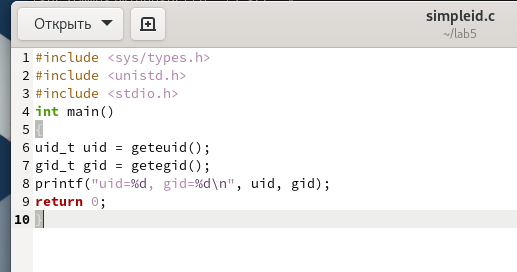 Открыть
simpleid.c
~/lab5
1 #include <sys/types.h>
2 #include <unistd.h>
3 #include <stdio.h>
4 int main()
5 {
6 uid_t uid = geteuid();
7 gid_t gid = getegid();
8 printf("uid=%d, gid=%d\n", uid, gid);
9 return 0;
10 }